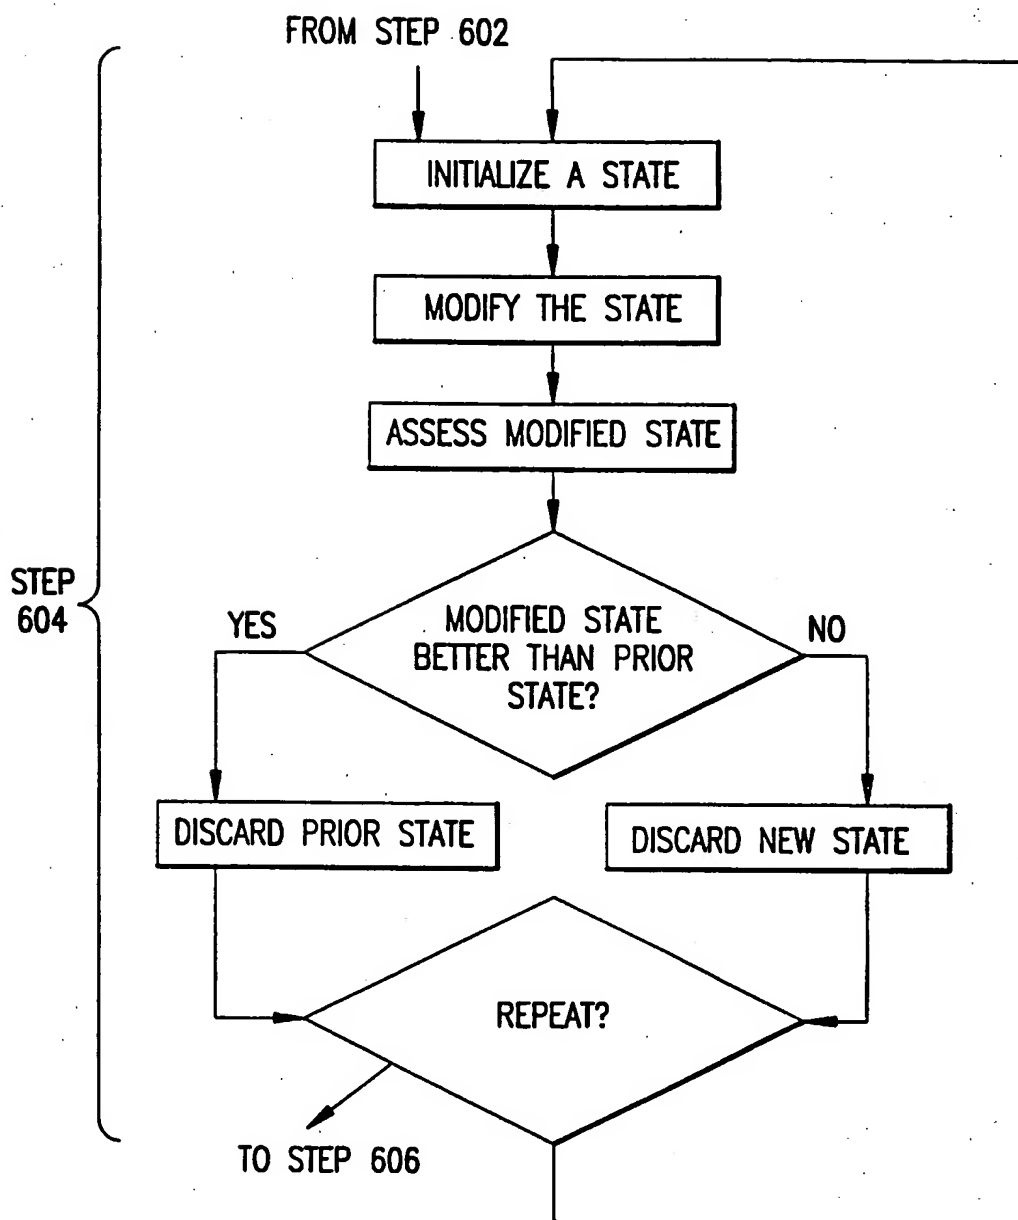 FROM STEP 602
INITIALIZE A STATE
MODIFY THE STATE
ASSESS MODIFIED STATE
STEP
604
MODIFIED STATE
BETTER THAN PRIOR
STATE?
YES
NO
DISCARD PRIOR STATE
DISCARD NEW STATE
REPEAT?
TO STEP 606